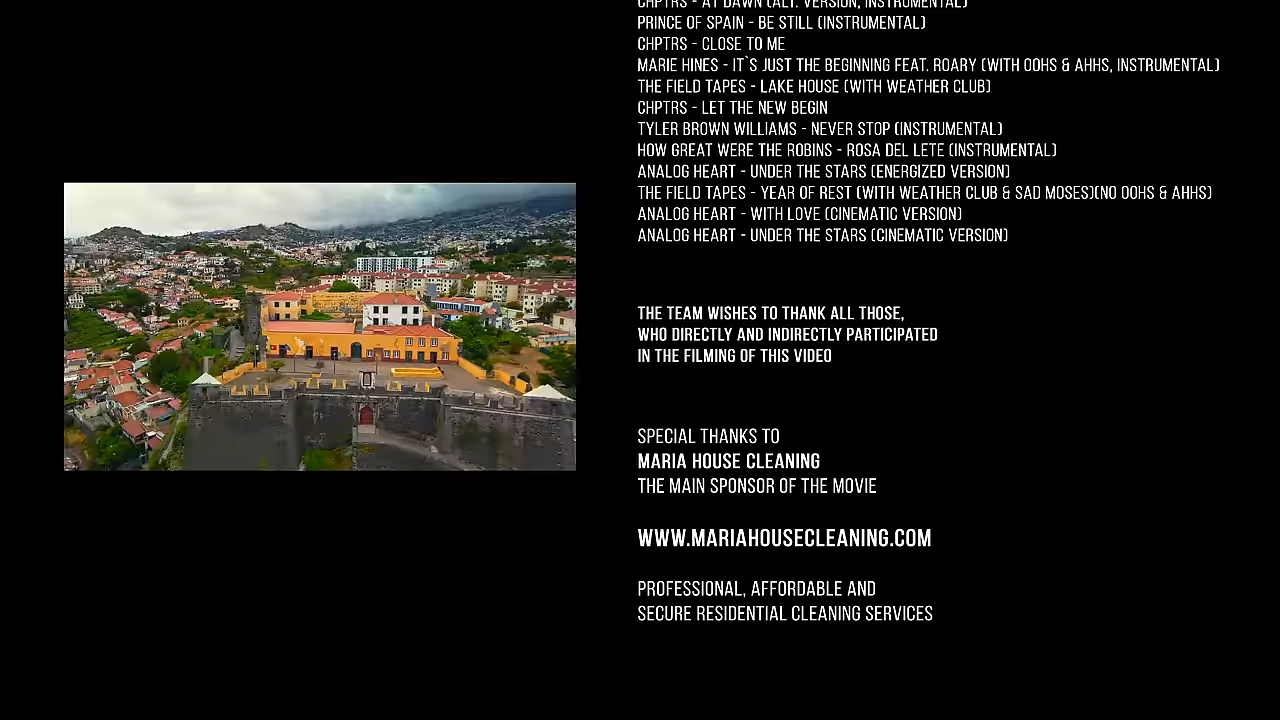 CHPTRS - AT DAWN (ALT. VERSION, INSTRUMENTAL)
PRINCE OF SPAIN - BE STILL (INSTRUMENTAL)
CHPTRS - CLOSE TO ME
MARIE HINES - IT`S JUST THE BEGINNING FEAT. ROARY (WITH OOHS & AHHS, INSTRUMENTAL)
THE FIELD TAPES - LAKE HOUSE (WITH WEATHER CLUB)
CHPTRS - LET THE NEW BEGIN
TYLER BROWN WILLIAMS - NEVER STOP (INSTRUMENTAL)
HOW GREAT WERE THE ROBINS - ROSA DEL LETE (INSTRUMENTAL)
ANALOG HEART - UNDER THE STARS (ENERGIZED VERSION)
THE FIELD TAPES - YEAR OF REST (WITH WEATHER CLUB & SAD MOSES)(NO OOHS & AHHS)
ANALOG HEART - WITH LOVE (CINEMATIC VERSION)
ANALOG HEART - UNDER THE STARS (CINEMATIC VERSION)
THE TEAM WISHES TO THANK ALL THOSE,
WHO DIRECTLY AND INDIRECTLY PARTICIPATED
IN THE FILMING OF THIS VIDEO
SPECIAL THANKS TO
MARIA HOUSE CLEANING
THE MAIN SPONSOR OF THE MOVIE
WWW.MARIAHOUSECLEANING.COM
PROFESSIONAL, AFFORDABLE AND
SECURE RESIDENTIAL CLEANING SERVICES